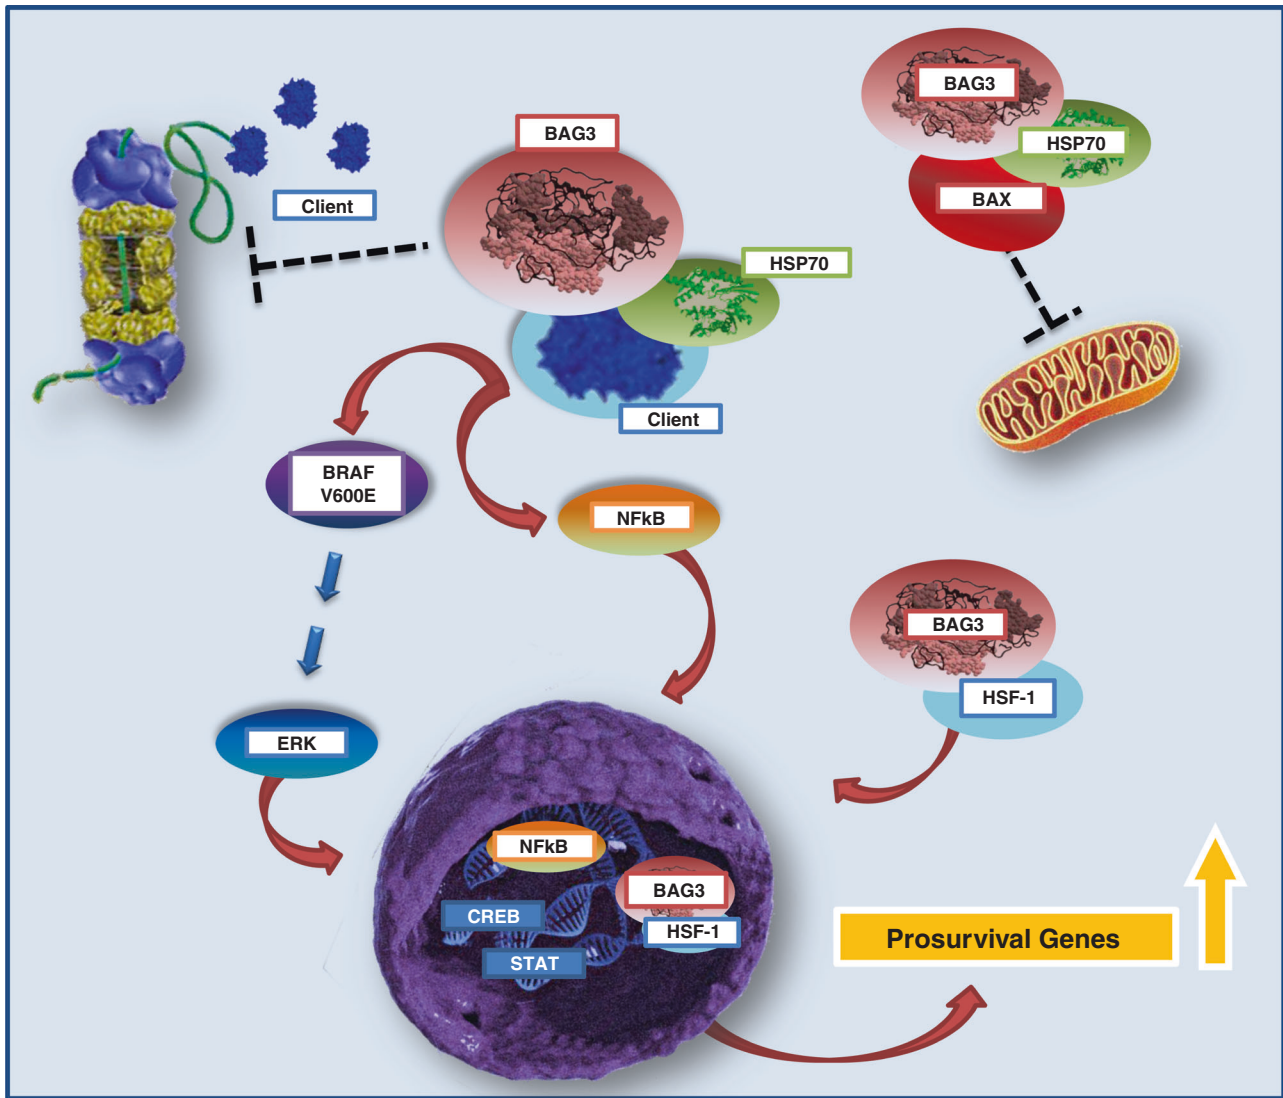 BAG3
HSP70
BAX
BAG3
Client
HSP70
Client
BRAF
V600E
NFkB
BAG3
HSF-1
ERK
NFkB
BAG3
CREB
HSF-1
STAT
Prosurvival Genes